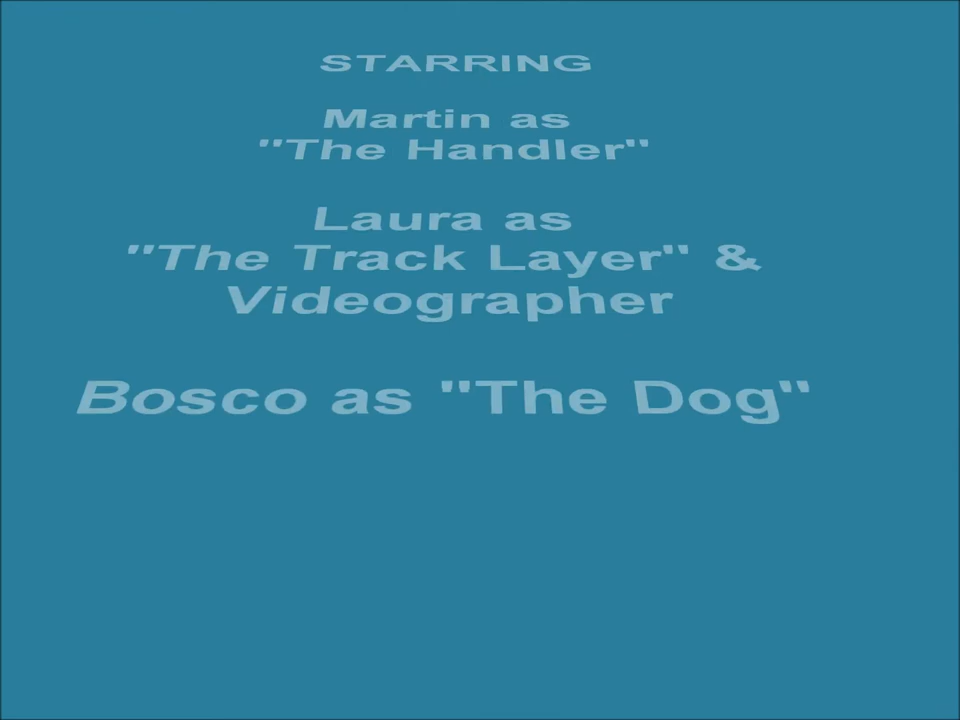 STARRING
Martin as
"The Handler"
Laura as
"The Track Layer" &
Videographer
Bosco as "The Dog"